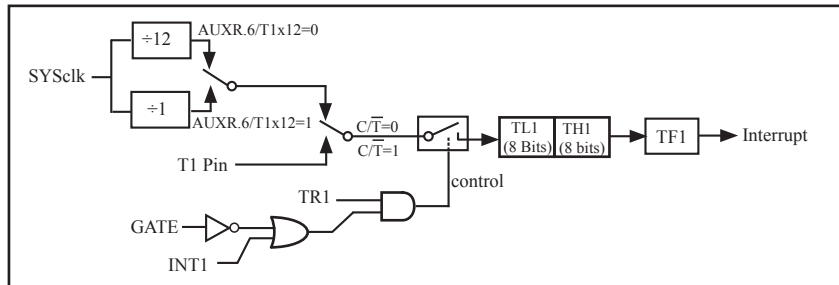 AUXR.6/T1x12=0
÷12
SYSclk
÷1
AUXR.6/T1x12=1
C/T̅=0
C/T̅=1
T1 Pin
TL1
(8 Bits)
TH1
(8 bits)
TF1
Interrupt
control
TR1
GATE
INT1